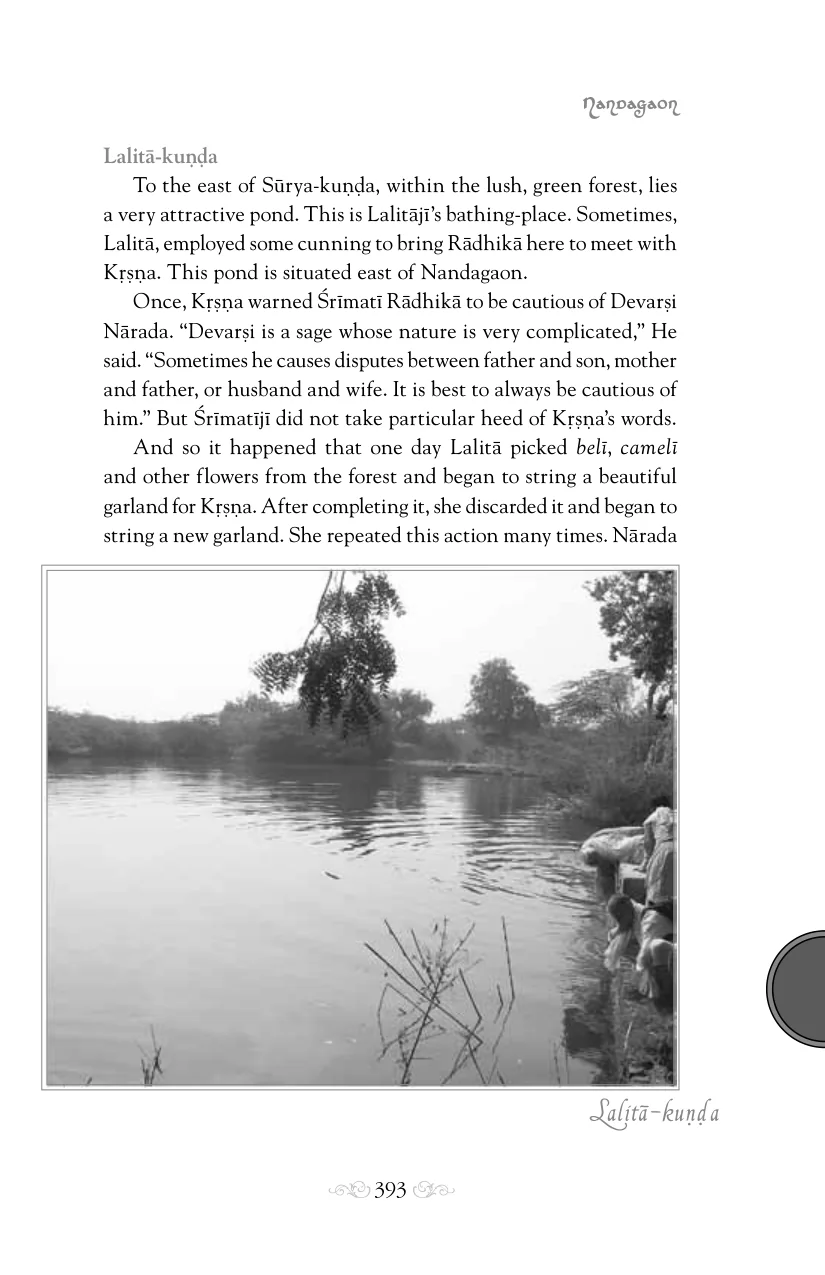 Nandagaon
Lalitā-kuṇḍa
To the east of Sūrya-kuṇḍa, within the lush, green forest, lies
a very attractive pond. This is Lalitājī’s bathing-place. Sometimes,
Lalitā, employed some cunning to bring Rādhikā here to meet with
Kṛṣṇa. This pond is situated east of Nandagaon.
Once, Kṛṣṇa warned Śrīmatī Rādhikā to be cautious of Devarṣi
Nārada. “Devarṣi is a sage whose nature is very complicated,” He
said. “Sometimes he causes disputes between father and son, mother
and father, or husband and wife. It is best to always be cautious of
him.” But Śrīmatījī did not take particular heed of Kṛṣṇa’s words.
And so it happened that one day Lalitā picked belī, camelī
and other flowers from the forest and began to string a beautiful
garland for Kṛṣṇa. After completing it, she discarded it and began to
string a new garland. She repeated this action many times. Nārada
Lalitā-kuṇḍa
393